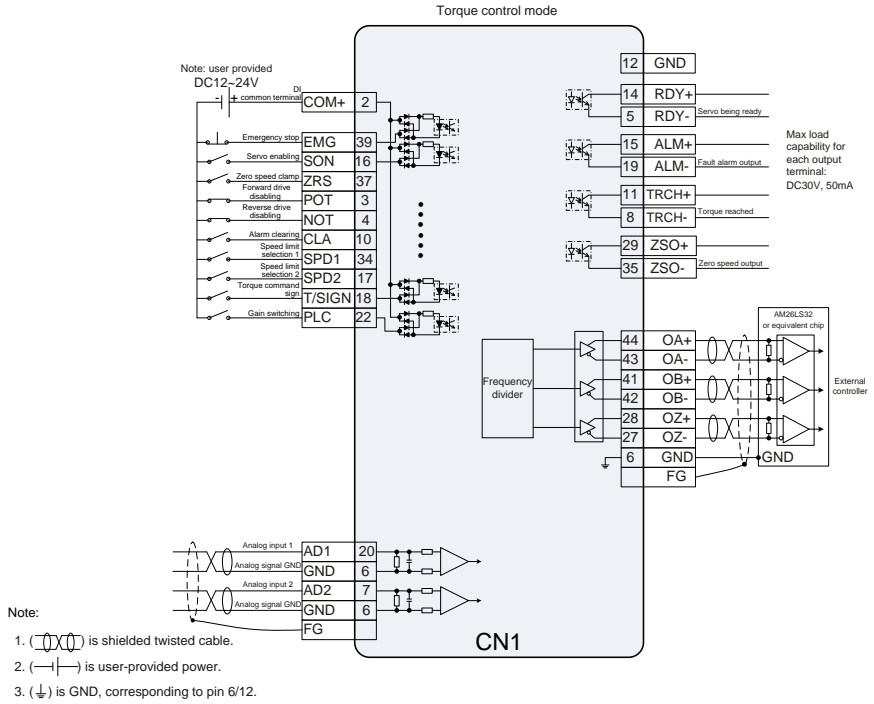 Torque control mode
Note: user provided
DC12~24V
- +
DI
common terminal
COM+ 2
Emergency stop EMG 39
Servo enabling SON 16
Zero speed clamp ZRS 37
Forward drive
disabling
POT 3
Reverse drive
disabling
NOT 4
Alarm clearing CLA 10
Speed limit
selection 1
SPD1 34
Speed limit
selection 2
SPD2 17
Torque command
sign
T/SIGN 18
Gain switching PLC 22
12 GND
14 RDY+
5 RDY- Servo being ready
15 ALM+
19 ALM- Fault alarm output
11 TRCH+
8 TRCH- Torque reached
29 ZSO+
35 ZSO- Zero speed output
Max load
capability for
each output
terminal:
DC30V, 50mA
Frequency
divider
44 OA+
43 OA-
41 OB+
42 OB-
28 OZ+
27 OZ-
6 GND
FG
AM26LS32
or equivalent chip
GND
External
controller
Analog input 1 AD1 20
Analog signal GND GND 6
Analog input 2 AD2 7
Analog signal GND GND 6
FG
CN1
Note:
1. ( ) is shielded twisted cable.
2. ( ) is user-provided power.
3. ( ) is GND, corresponding to pin 6/12.